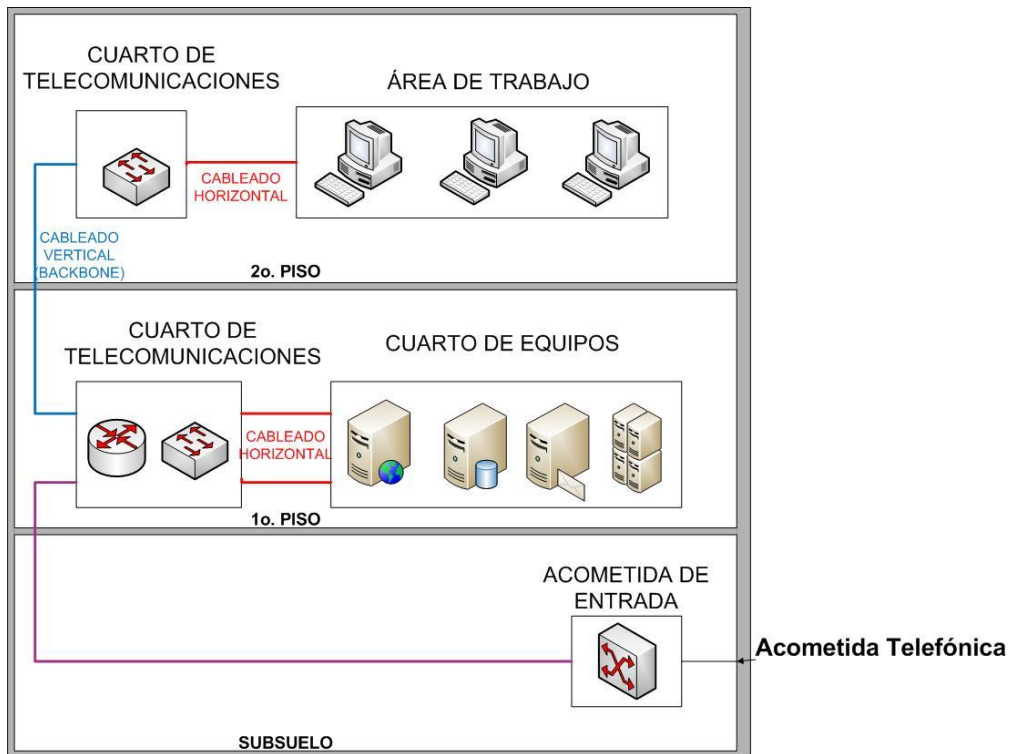 CUARTO DE
TELECOMUNICACIONES
ÁREA DE TRABAJO
CABLEADO
HORIZONTAL
CABLEADO
VERTICAL
(BACKBONE)
2o. PISO
CUARTO DE
TELECOMUNICACIONES
CUARTO DE EQUIPOS
CABLEADO
HORIZONTAL
1o. PISO
ACOMETIDA DE
ENTRADA
Acometida Telefónica
SUBSUELO